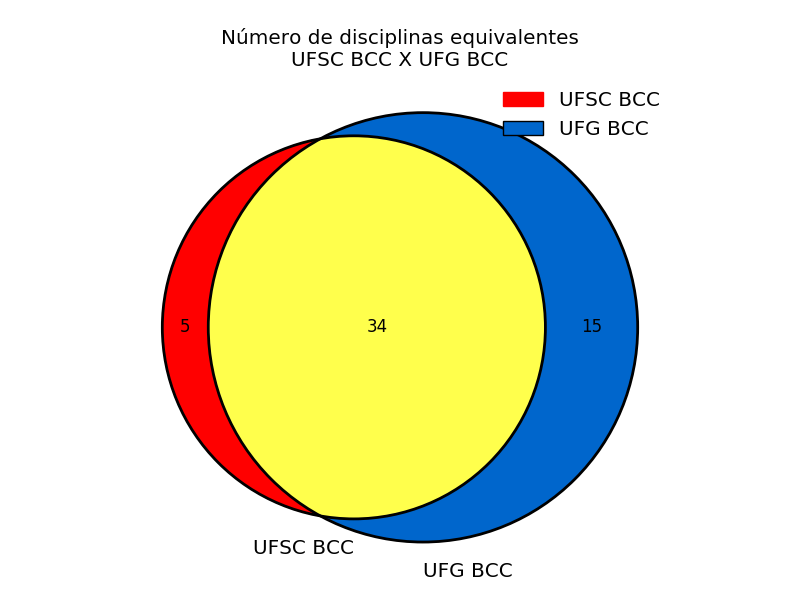 Número de disciplinas equivalentes
UFSC BCC X UFG BCC
UFSC BCC
UFG BCC
5
34
15
UFSC BCC
UFG BCC